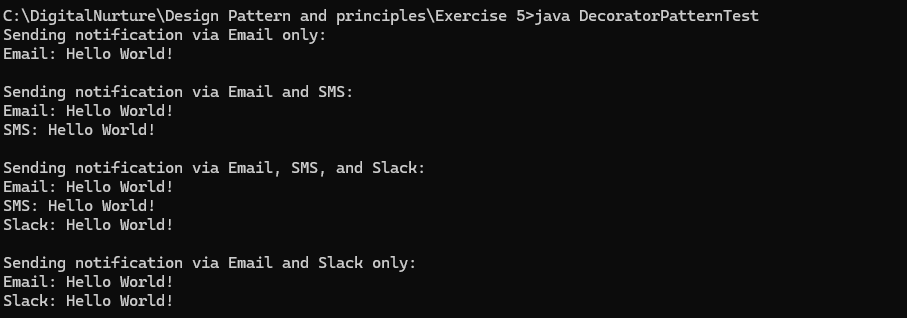 C:\DigitalNurture\Design Pattern and principles\Exercise 5>java DecoratorPatternTest
Sending notification via Email only:
Email: Hello World!
Sending notification via Email and SMS:
Email: Hello World!
SMS: Hello World!
Sending notification via Email, SMS, and Slack:
Email: Hello World!
SMS: Hello World!
Slack: Hello World!
Sending notification via Email and Slack only:
Email: Hello World!
Slack: Hello World!